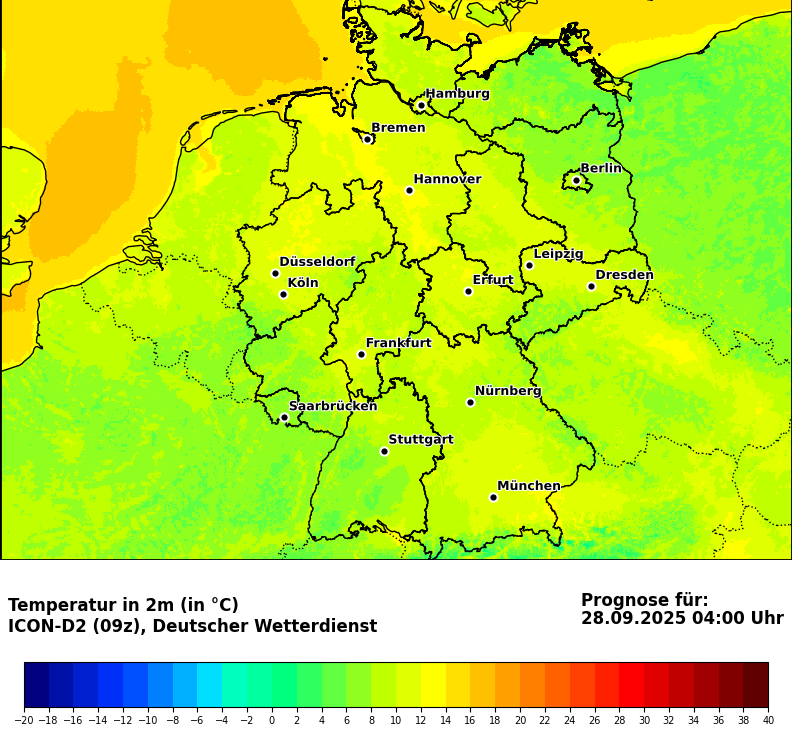 Hamburg
Bremen
Berlin
Hannover
Leipzig
Düsseldorf
Dresden
Köln
Erfurt
Frankfurt
Nürnberg
Saarbrücken
Stuttgart
München
Temperatur in 2m (in °C)
ICON-D2 (09z), Deutscher Wetterdienst
Prognose für:
28.09.2025 04:00 Uhr
−20 −18 −16 −14 −12 −10 −8 −6 −4 −2 0 2 4 6 8 10 12 14 16 18 20 22 24 26 28 30 32 34 36 38 40